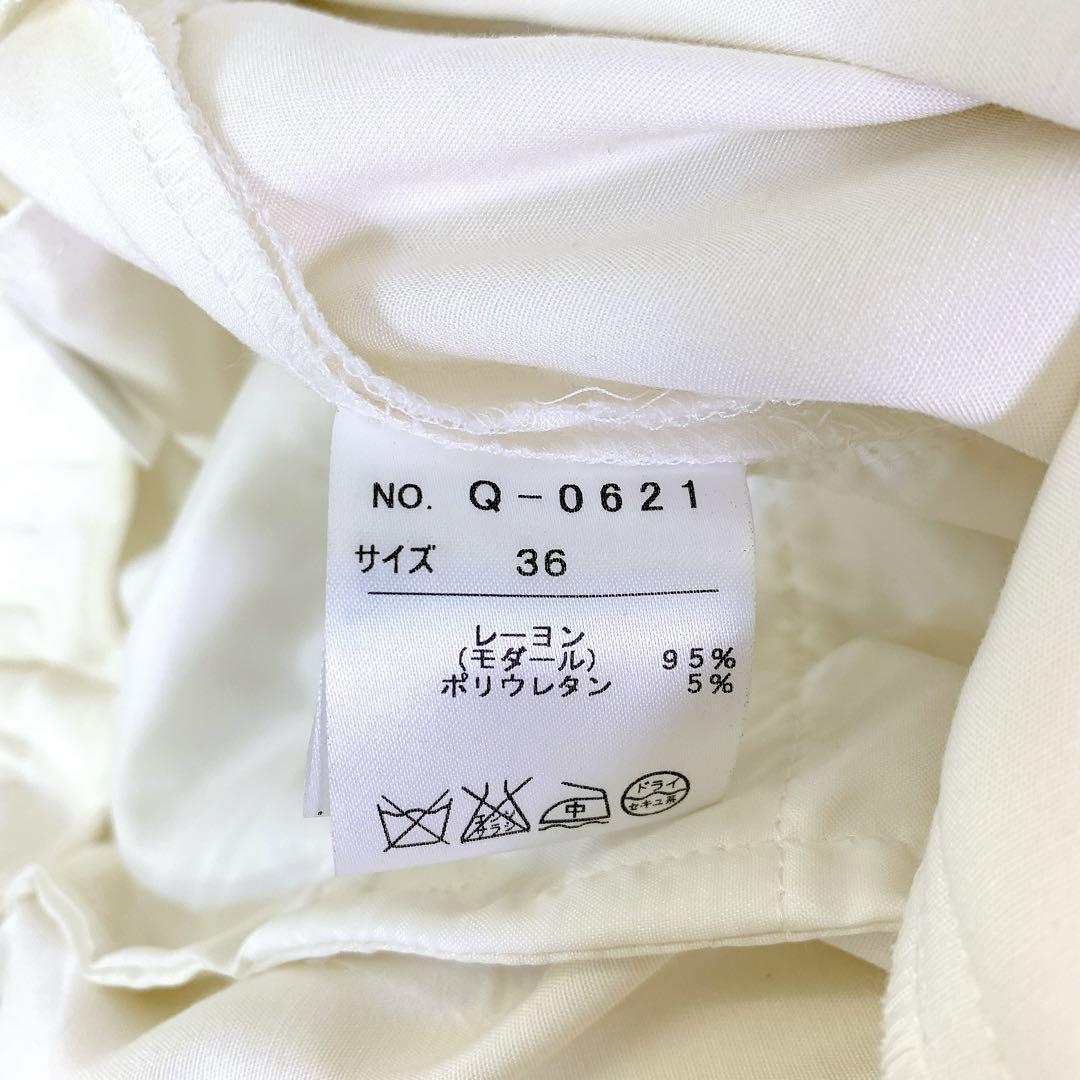 NO. Q-0621
サイズ 36
レーヨン
(モダール) 95%
ポリウレタン 5%
中
ドライ
セキユ系